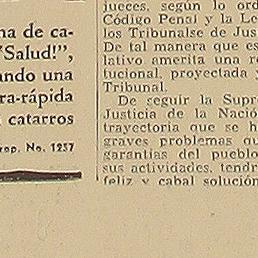 na de ca-
"Salud!",
ando una
ra-rápida
catarros
rop. No. 1257
jueces, según lo ord
Código Penal y la Le
los Tribunalse de Jus
De tal manera que es
lativo amerita una re
tucional, proyectada y
Tribunal.
De seguir la Supr
Justicia de la Nació
trayectoria que se h
graves problemas qu
garantías del pueblo
sus actividades, tendr
feliz y cabal solución